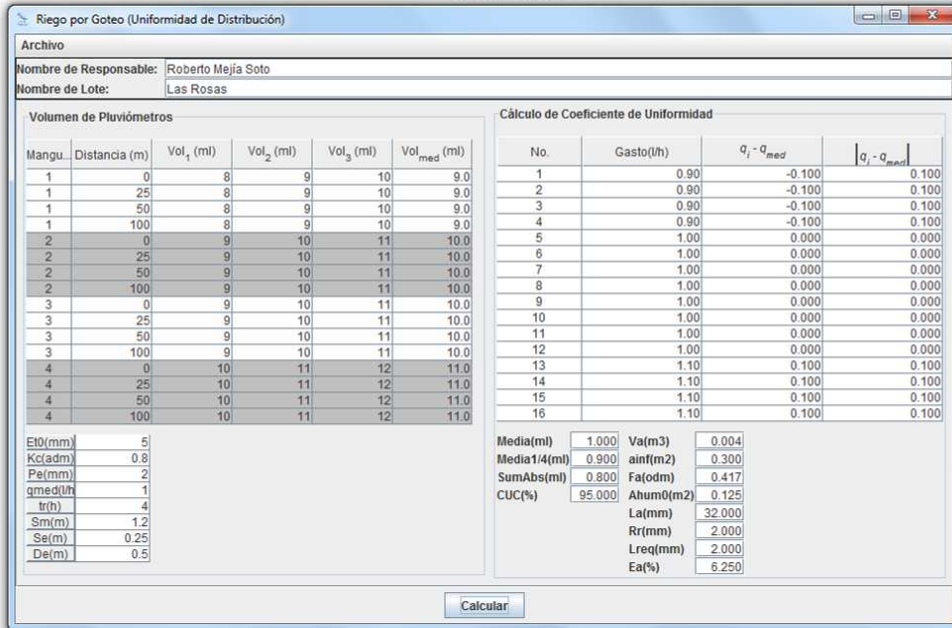 Riego por Goteo (Uniformidad de Distribución)
Archivo
Nombre de Responsable: Roberto Mejía Soto
Nombre de Lote: Las Rosas
Volumen de Pluviómetros
Mangu... Distancia (m) Vol1 (ml) Vol2 (ml) Vol3 (ml) Volmed (ml)
1 0 8 9 10 9.0
1 25 8 9 10 9.0
1 50 8 9 10 9.0
1 100 8 9 10 9.0
2 0 9 10 11 10.0
2 25 9 10 11 10.0
2 50 9 10 11 10.0
2 100 9 10 11 10.0
3 0 9 10 11 10.0
3 25 9 10 11 10.0
3 50 9 10 11 10.0
3 100 9 10 11 10.0
4 0 10 11 12 11.0
4 25 10 11 12 11.0
4 50 10 11 12 11.0
4 100 10 11 12 11.0
Et0(mm) 5
Kc(adm) 0.8
Pe(mm) 2
qmed(l/h 1
tr(h) 4
Sm(m) 1.2
Se(m) 0.25
De(m) 0.5
Cálculo de Coeficiente de Uniformidad
No. Gasto(l/h) qi - qmed |qi - qmed|
1 0.90 -0.100 0.100
2 0.90 -0.100 0.100
3 0.90 -0.100 0.100
4 0.90 -0.100 0.100
5 1.00 0.000 0.000
6 1.00 0.000 0.000
7 1.00 0.000 0.000
8 1.00 0.000 0.000
9 1.00 0.000 0.000
10 1.00 0.000 0.000
11 1.00 0.000 0.000
12 1.00 0.000 0.000
13 1.10 0.100 0.100
14 1.10 0.100 0.100
15 1.10 0.100 0.100
16 1.10 0.100 0.100
Media(ml) 1.000 Va(m3) 0.004
Media1/4(ml) 0.900 ainf(m2) 0.300
SumAbs(ml) 0.800 Fa(odm) 0.417
CUC(%) 95.000 Ahum0(m2) 0.125
La(mm) 32.000
Rr(mm) 2.000
Lreq(mm) 2.000
Ea(%) 6.250
Calcular